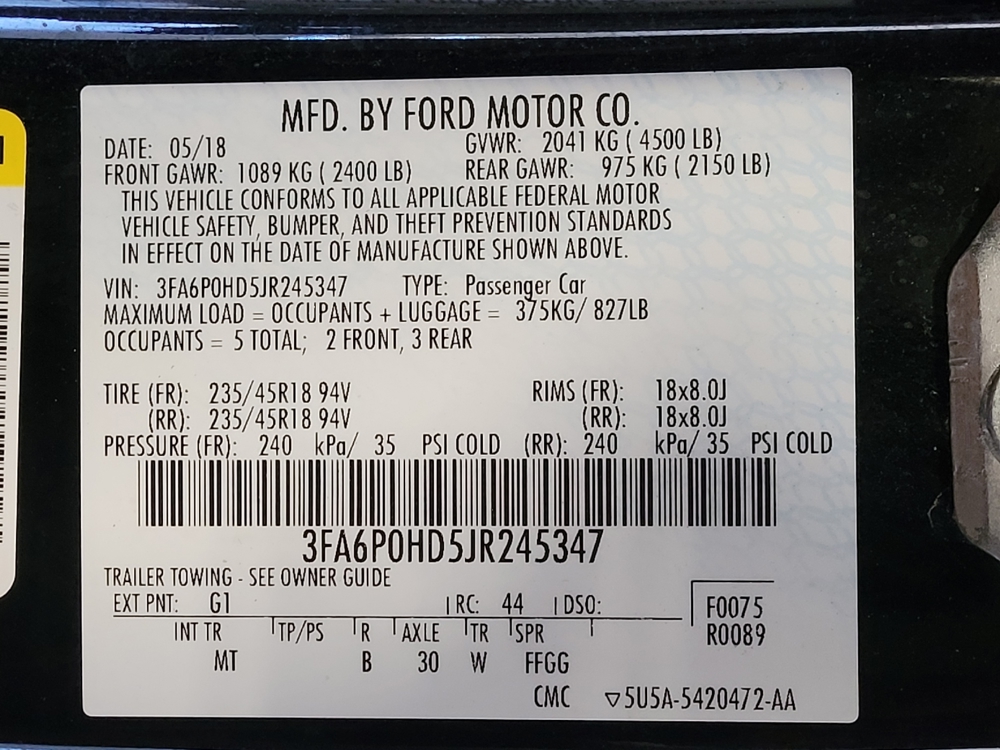 MFD. BY FORD MOTOR CO.
DATE: 05/18 GVWR: 2041 KG ( 4500 LB)
FRONT GAWR: 1089 KG ( 2400 LB) REAR GAWR: 975 KG ( 2150 LB)
THIS VEHICLE CONFORMS TO ALL APPLICABLE FEDERAL MOTOR
VEHICLE SAFETY, BUMPER, AND THEFT PREVENTION STANDARDS
IN EFFECT ON THE DATE OF MANUFACTURE SHOWN ABOVE.
VIN: 3FA6P0HD5JR245347 TYPE: Passenger Car
MAXIMUM LOAD = OCCUPANTS + LUGGAGE = 375KG/ 827LB
OCCUPANTS = 5 TOTAL; 2 FRONT, 3 REAR
TIRE (FR): 235/45R18 94V RIMS (FR): 18x8.0J
(RR): 235/45R18 94V (RR): 18x8.0J
PRESSURE (FR): 240 kPa/ 35 PSI COLD (RR): 240 kPa/ 35 PSI COLD
3FA6P0HD5JR245347
TRAILER TOWING - SEE OWNER GUIDE
EXT PNT: G1 RC: 44 DSO: F0075
INT TR TP/PS R AXLE TR SPR R0089
MT B 30 W FFGG
CMC ▽5U5A-5420472-AA